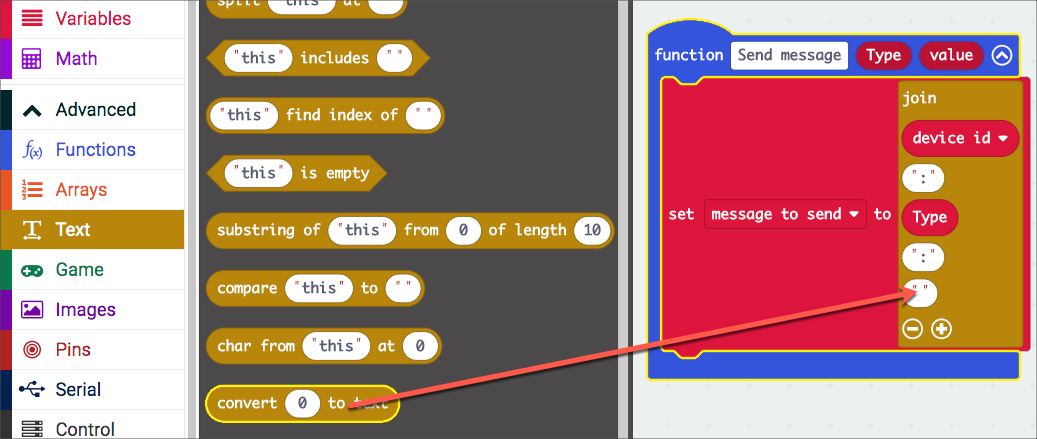 Variables
Math
Advanced
f(x) Functions
1
2
3
Arrays
T Text
Game
Images
Pins
Serial
Control
split "this" at " "
"this" includes " "
"this" find index of " "
"this" is empty
substring of "this" from 0 of length 10
compare "this" to " "
char from "this" at 0
convert 0 to text
function Send message Type value
set message to send to
join
device id
":"
Type
":"
" "